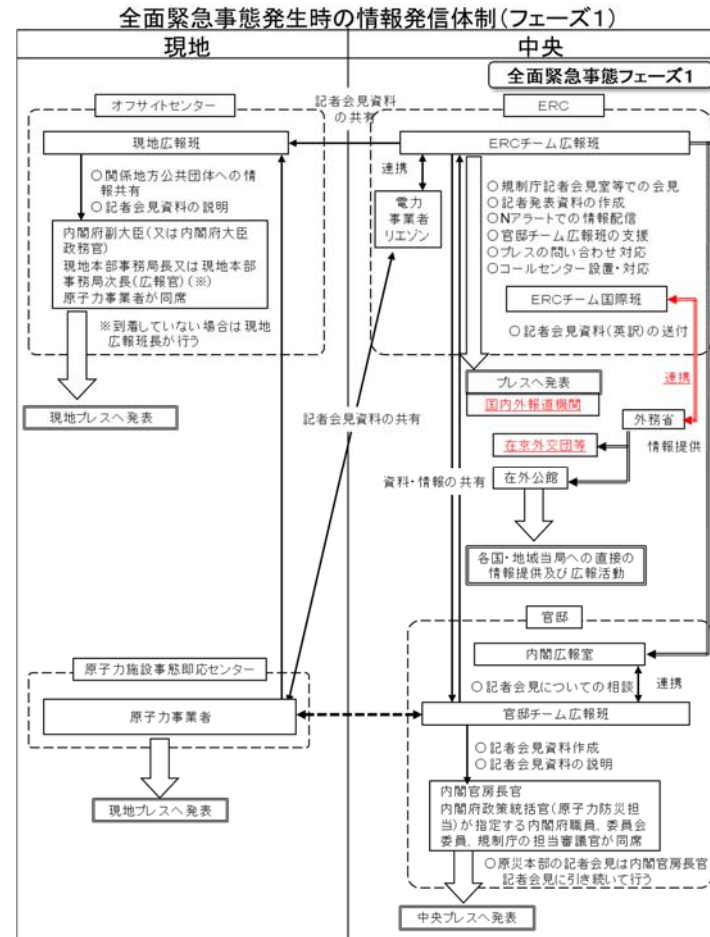 全面緊急事態発生時の情報発信体制(フェーズ1)
現地
中央
全面緊急事態フェーズ1
オフサイトセンター
記者会見資料
の共有
ERC
現地広報班
ERCチーム広報班
○関係地方公共団体への情
報共有
○記者会見資料の説明
連携
電力
事業者
リエゾン
○規制庁記者会見室等での会見
○記者発表資料の作成
○Nアラートでの情報配信
○官邸チーム広報班の支援
○プレスの問い合わせ対応
○コールセンター設置・対応
内閣府副大臣(又は内閣府大臣
政務官)
現地本部事務局長又は現地本部
事務局次長(広報官)(※)
原子力事業者が同席
ERCチーム国際班
※到着していない場合は現地
広報班長が行う
○記者会見資料(英訳)の送付
連携
プレスへ発表
国内外報道機関
現地プレスへ発表
記者会見資料の共有
外務省
在京外交団等
情報提供
資料・情報の共有
在外公館
各国・地域当局への直接の
情報提供及び広報活動
官邸
内閣広報室
原子力施設事態即応センター
○記者会見についての相談
連携
原子力事業者
官邸チーム広報班
○記者会見資料作成
○記者会見資料の説明
現地プレスへ発表
内閣官房長官
内閣府政策統括官(原子力防災担
当)が指定する内閣府職員、委員会
委員、規制庁の担当審議官が同席
○原災本部の記者会見は内閣官房長官
記者会見に引き続いて行う
中央プレスへ発表